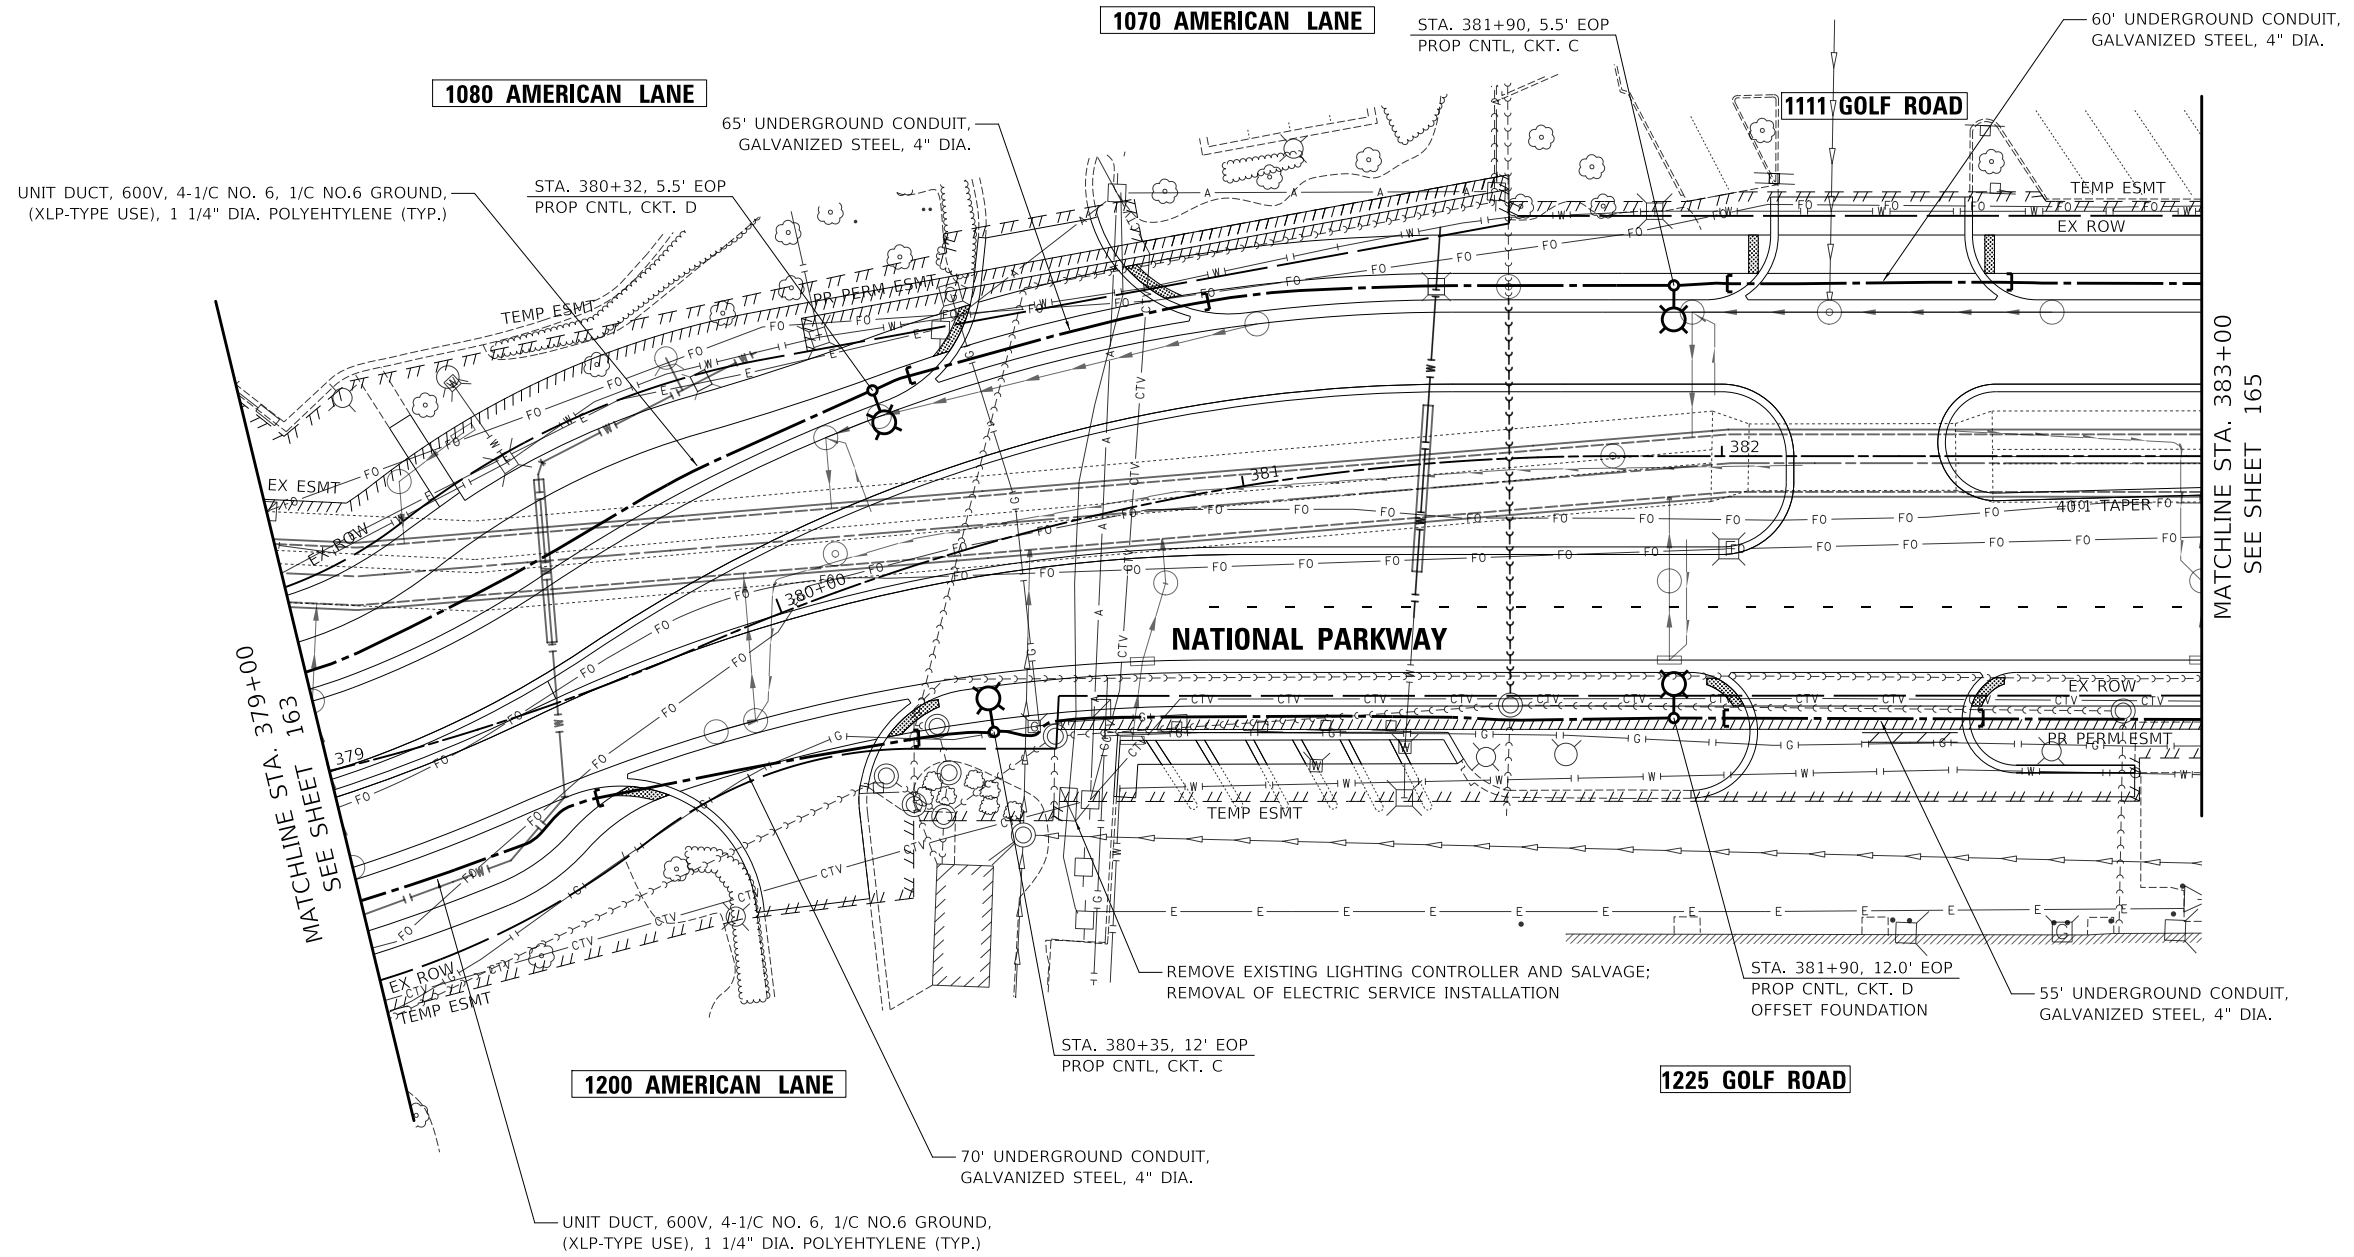 1070 AMERICAN LANE
STA. 381+90, 5.5' EOP
PROP CNTL, CKT. C
60' UNDERGROUND CONDUIT,
GALVANIZED STEEL, 4" DIA.
1080 AMERICAN LANE
1111 GOLF ROAD
65' UNDERGROUND CONDUIT,
GALVANIZED STEEL, 4" DIA.
UNIT DUCT, 600V, 4-1/C NO. 6, 1/C NO.6 GROUND,
(XLP-TYPE USE), 1 1/4" DIA. POLYEHTYLENE (TYP.)
STA. 380+32, 5.5' EOP
PROP CNTL, CKT. D
TEMP ESMT
EX ROW
PR PERM ESMT
TEMP ESMT
EX ESMT
EX ROW
382
381
380+00
379
40:1 TAPER
MATCHLINE STA. 383+00
SEE SHEET 165
NATIONAL PARKWAY
MATCHLINE STA. 379+00
SEE SHEET 163
EX ROW
PR PERM ESMT
TEMP ESMT
EX ROW
TEMP ESMT
REMOVE EXISTING LIGHTING CONTROLLER AND SALVAGE;
REMOVAL OF ELECTRIC SERVICE INSTALLATION
STA. 381+90, 12.0' EOP
PROP CNTL, CKT. D
OFFSET FOUNDATION
55' UNDERGROUND CONDUIT,
GALVANIZED STEEL, 4" DIA.
STA. 380+35, 12' EOP
PROP CNTL, CKT. C
1200 AMERICAN LANE
1225 GOLF ROAD
70' UNDERGROUND CONDUIT,
GALVANIZED STEEL, 4" DIA.
UNIT DUCT, 600V, 4-1/C NO. 6, 1/C NO.6 GROUND,
(XLP-TYPE USE), 1 1/4" DIA. POLYEHTYLENE (TYP.)